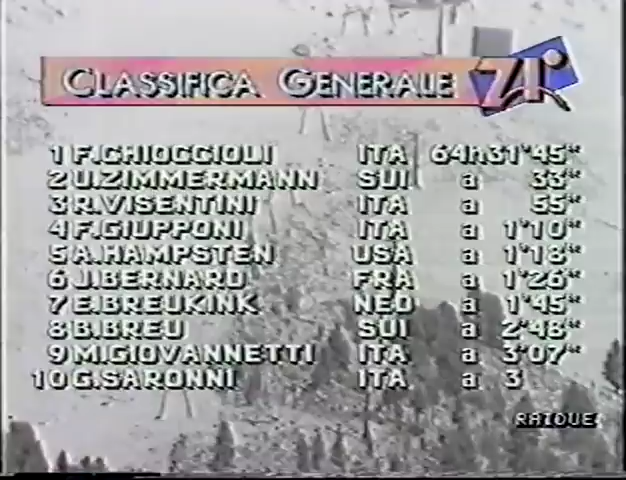 CLASSIFICA GENERALE
1 F.CHIOCCIOLI ITA 64h31'45"
2 U.ZIMMERMANN SUI a 33"
3 R.VISENTINI ITA a 55"
4 F.GIUPPONI ITA a 1'10"
5 A.HAMPSTEN USA a 1'18"
6 J.BERNARD FRA a 1'26"
7 E.BREUKINK NED a 1'45"
8 B.BREU SUI a 2'48"
9 M.GIOVANNETTI ITA a 3'07"
10 G.SARONNI ITA a 3
RAIDUE